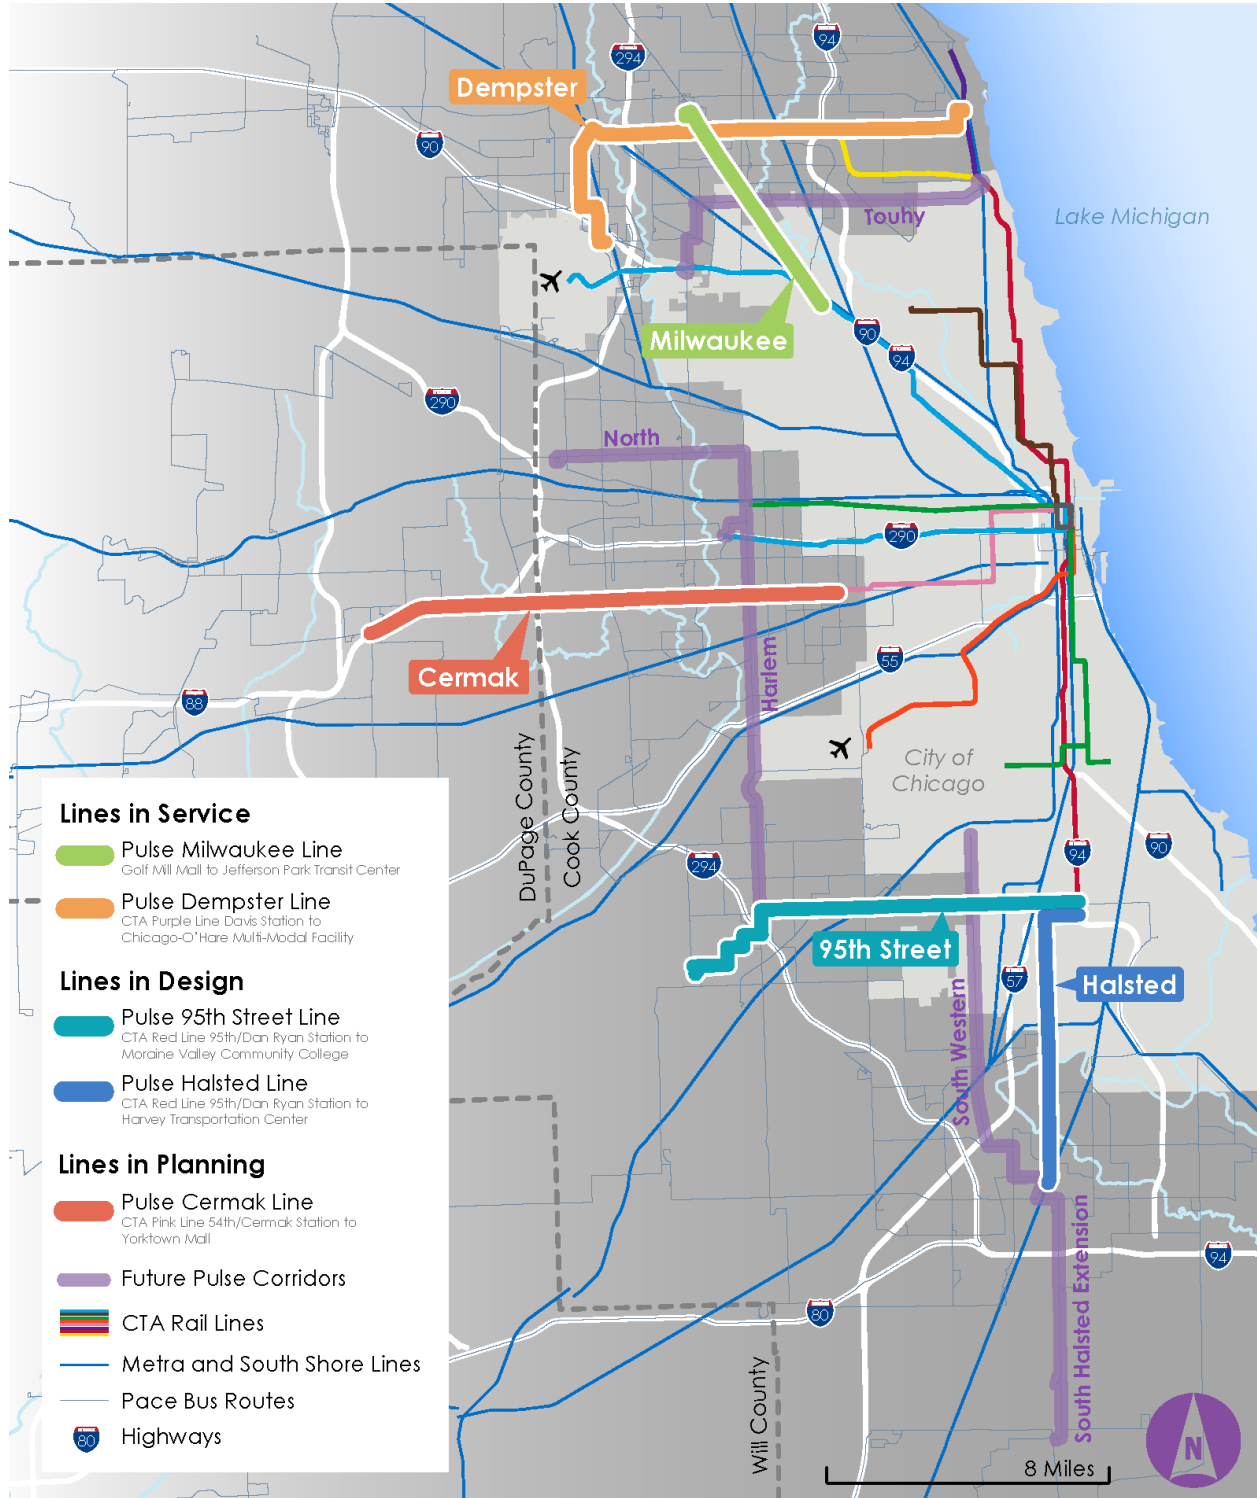 94
294
Dempster
90
Lake Michigan
Touhy
Milwaukee
90
94
290
North
290
Cermak
Harlem
55
88
City of
Chicago
DuPage County
Cook County
294
94
90
95th Street
57
Halsted
South Western
South Halsted Extension
94
80
Will County
8 Miles
N
Lines in Service
Pulse Milwaukee Line
Golf Mill Mall to Jefferson Park Transit Center
Pulse Dempster Line
CTA Purple Line Davis Station to
Chicago-O'Hare Multi-Modal Facility
Lines in Design
Pulse 95th Street Line
CTA Red Line 95th/Dan Ryan Station to
Moraine Valley Community College
Pulse Halsted Line
CTA Red Line 95th/Dan Ryan Station to
Harvey Transportation Center
Lines in Planning
Pulse Cermak Line
CTA Pink Line 54th/Cermak Station to
Yorktown Mall
Future Pulse Corridors
CTA Rail Lines
Metra and South Shore Lines
Pace Bus Routes
80
Highways